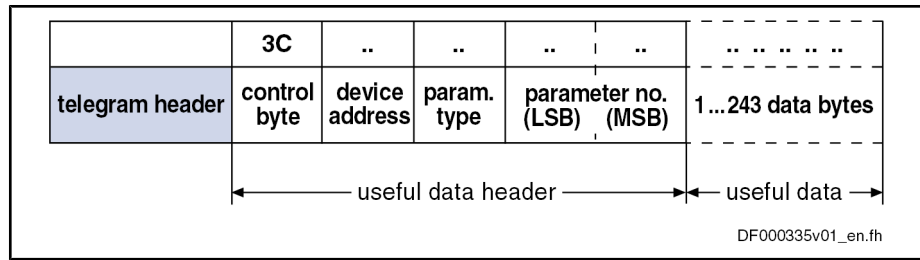 3C .. .. .. .. .. .. .. .. ..
telegram header control byte device address param. type parameter no. (LSB) (MSB) 1...243 data bytes
useful data header useful data
DF000335v01_en.fh